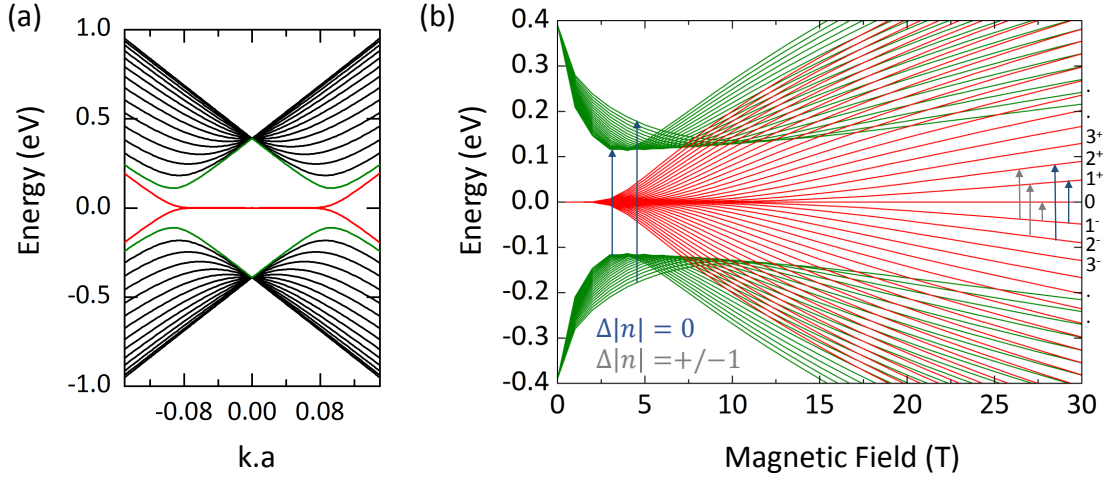 (a)
Energy (eV)
1.0
0.5
0.0
-0.5
-1.0
-0.08 0.00 0.08
k.a
(b)
Energy (eV)
0.4
0.3
0.2
0.1
0.0
-0.1
-0.2
-0.3
-0.4
Δ|n| = 0
Δ|n| =+/−1
0 5 10 15 20 25 30
Magnetic Field (T)
.
.
3⁺
2⁺
1⁺
0
1⁻
2⁻
3⁻
.
.